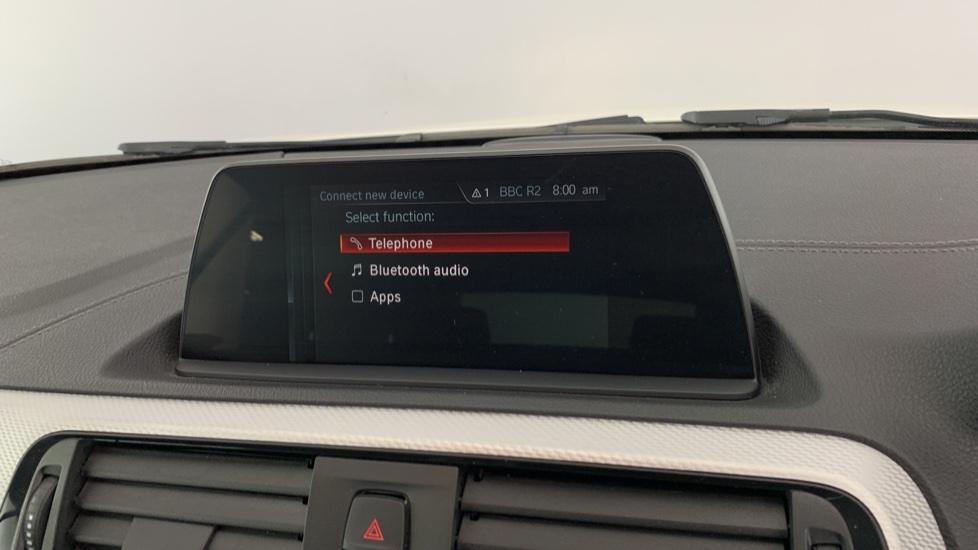 Connect new device
1 BBC R2 8:00 am
Select function:
Telephone
Bluetooth audio
Apps